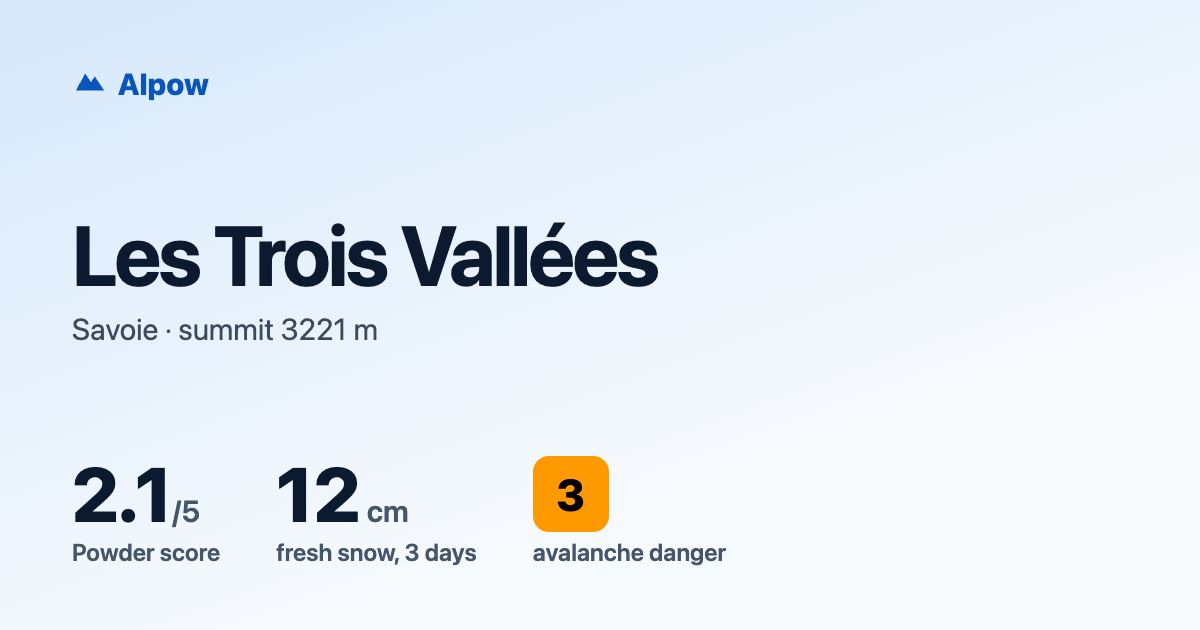 Alpow
Les Trois Vallées
Savoie · summit 3221 m
2.1/5
Powder score
12 cm
fresh snow, 3 days
3
avalanche danger